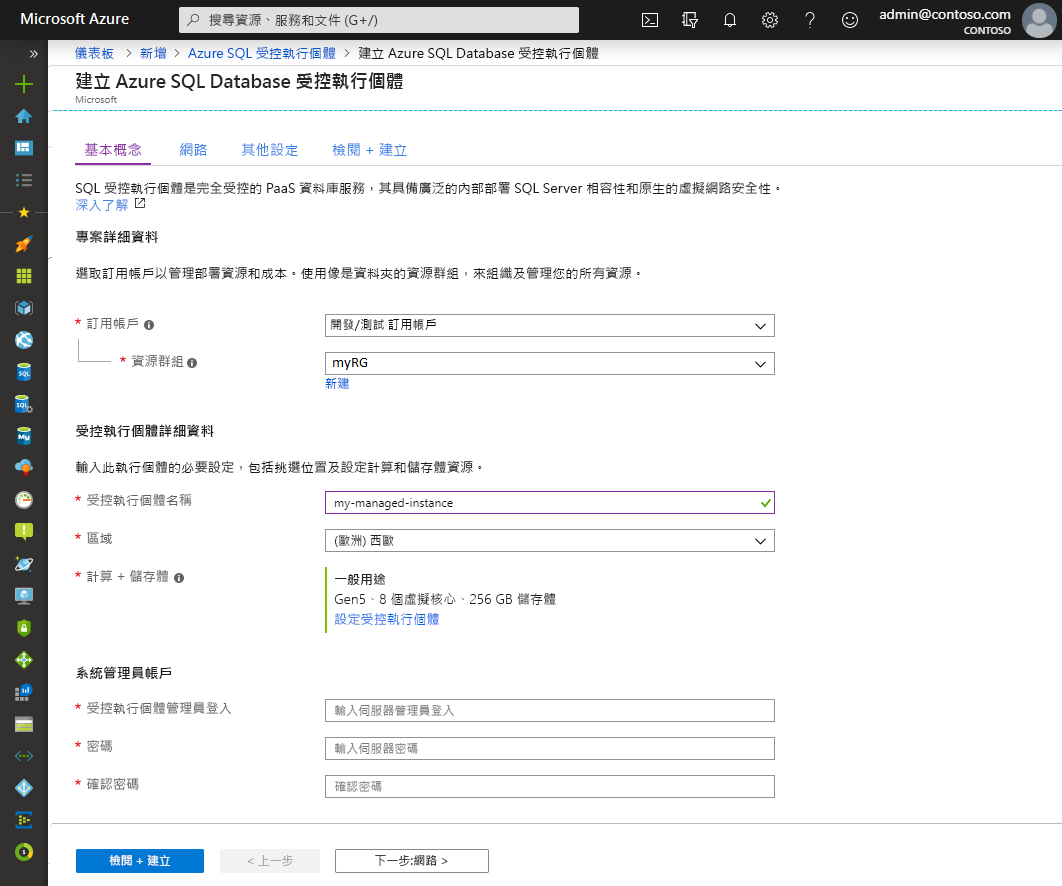 Microsoft Azure
搜尋資源、服務和文件 (G+/)
admin@contoso.com
CONTOSO
儀表板 > 新增 > Azure SQL 受控執行個體 > 建立 Azure SQL Database 受控執行個體
建立 Azure SQL Database 受控執行個體
Microsoft
基本概念 網路 其他設定 檢閱 + 建立
SQL 受控執行個體是完全受控的 PaaS 資料庫服務，其具備廣泛的內部部署 SQL Server 相容性和原生的虛擬網路安全性。
深入了解
專案詳細資料
選取訂用帳戶以管理部署資源和成本。使用像是資料夾的資源群組，來組織及管理您的所有資源。
* 訂用帳戶
開發/測試 訂用帳戶
* 資源群組
myRG
新建
受控執行個體詳細資料
輸入此執行個體的必要設定，包括挑選位置及設定計算和儲存體資源。
* 受控執行個體名稱
my-managed-instance
* 區域
(歐洲) 西歐
* 計算 + 儲存體
一般用途
Gen5、8 個虛擬核心、256 GB 儲存體
設定受控執行個體
系統管理員帳戶
* 受控執行個體管理員登入
輸入伺服器管理員登入
* 密碼
輸入伺服器密碼
* 確認密碼
確認密碼
檢閱 + 建立
< 上一步
下一步:網路 >